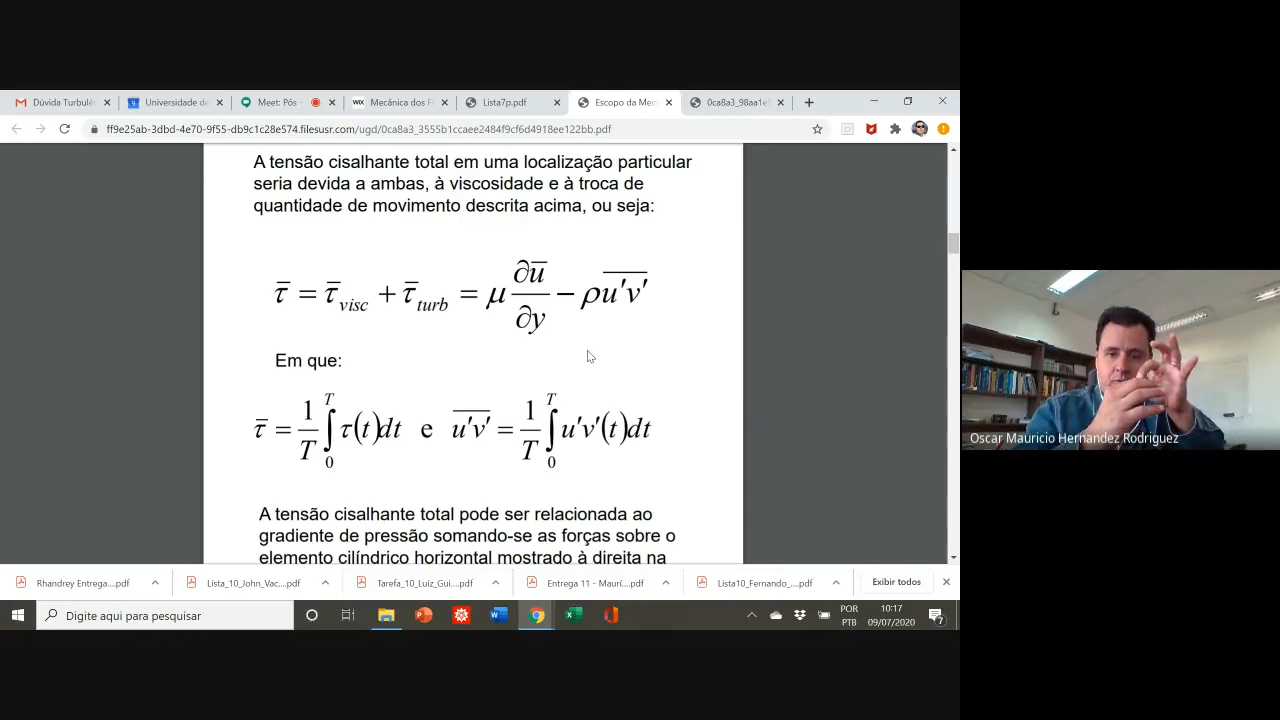 Dúvida Turbulê
Universidade de
Meet: Pós -
WIX
Mecânica dos F
Lista7p.pdf
Escopo da Mec
0ca8a3_98aa1e
ff9e25ab-3dbd-4e70-9f55-d69c1c28e574.filesusr.com/ugd/0ca8a3_3555b1ccaee2484f9cf6d4918ee122bb.pdf
A tensão cisalhante total em uma localização particular
seria devida a ambas, à viscosidade e à troca de
quantidade de movimento descrita acima, ou seja:
τ̄ = τ̄visc + τ̄turb = μ ∂ū/∂y − ρ u′v′
Em que:
τ̄ = 1/T ∫₀ᵀ τ(t)dt e u′v′ = 1/T ∫₀ᵀ u′v′(t)dt
A tensão cisalhante total pode ser relacionada ao
gradiente de pressão somando-se as forças sobre o
elemento cilíndrico horizontal mostrado à direita na
Oscar Mauricio Hernandez Rodriguez
Rhandrey Entrega....pdf
Lista_10_John_Vac....pdf
Tarefa_10_Luiz_Gui....pdf
Entrega 11 - Maurí....pdf
Lista10_Fernando_....pdf
Exibir todos
Digite aqui para pesquisar
POR
PTB
10:17
09/07/2020
7